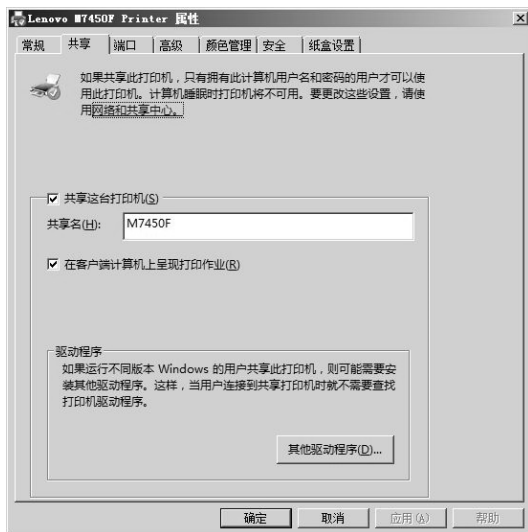 Lenovo M7450F Printer 属性
常规 共享 端口 高级 颜色管理 安全 纸盒设置
如果共享此打印机，只有拥有此计算机用户名和密码的用户才可以使
用此打印机。计算机睡眠时打印机将不可用。要更改这些设置，请使
用网络和共享中心。
共享这台打印机(S)
共享名(H): M7450F
在客户端计算机上呈现打印作业(R)
驱动程序
如果运行不同版本 Windows 的用户共享此打印机，则可能需要安
装其他驱动程序。这样，当用户连接到共享打印机时就不需要查找
打印机驱动程序。
其他驱动程序(D)...
确定 取消 应用(A) 帮助